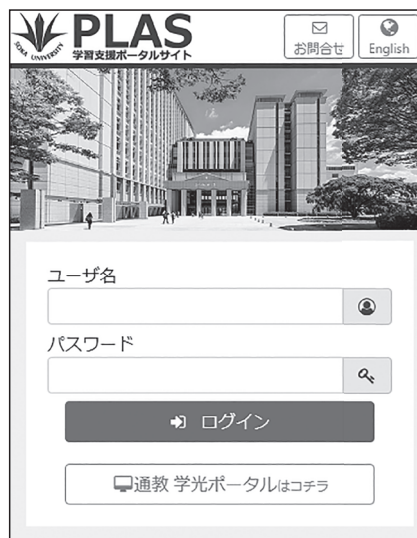 PLAS
SOKA UNIVERSITY
学習支援ポータルサイト
お問合せ
English
ユーザ名
パスワード
ログイン
通教 学光ポータルはコチラ